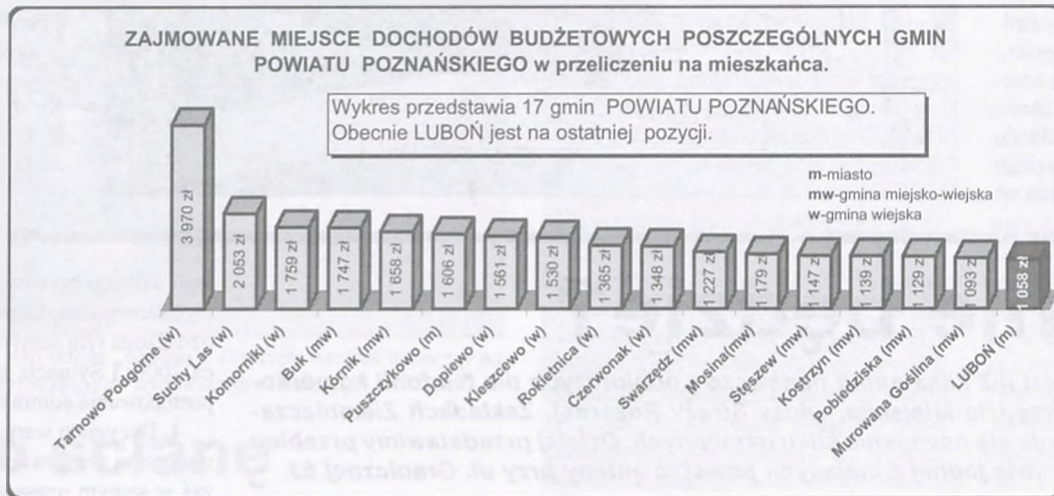 ZAJMOWANE MIEJSCE DOCHODÓW BUDŻETOWYCH POSZCZEGÓLNYCH GMIN
POWIATU POZNAŃSKIEGO w przeliczeniu na mieszkańca.
Wykes przedstawia 17 gmin POWIATU POZNAŃSKIEGO.
Obecnie LUBOŃ jest na ostatniej pozycji.
m-miasto
mw-gmina miejsko-wiejska
w-gmina wiejska
3 970 zł
2 053 zł
1 759 zł
1 747 zł
1 658 zł
1 606 zł
1 561 zł
1 530 zł
1 365 zł
1 348 zł
1 227 zł
1 179 zł
1 147 zł
1 139 zł
1 129 zł
1 093 zł
1 058 zł
Tarnowo Podgórne (w)
Suchy Las (w)
Komorniki (w)
Buk (mw)
Kórnik (mw)
Puszczykowo (m)
Dopiewo (w)
Kleszczewo (w)
Rokietnica (w)
Czerwonak (w)
Swarzędz (mw)
Mosina(mw)
Stęszew (mw)
Kostrzyn (mw)
Pobiedziska (mw)
Murowana Goślina (mw)
LUBOŃ (m)